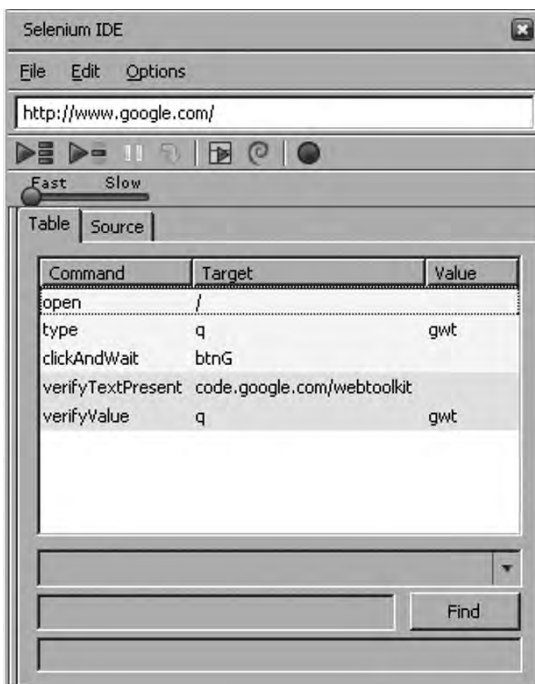 Selenium IDE
File Edit Options
http://www.google.com/
Fast Slow
Table Source
Command Target Value
open /
type q gwt
clickAndWait btnG
verifyTextPresent code.google.com/webtoolkit
verifyValue q gwt
Find